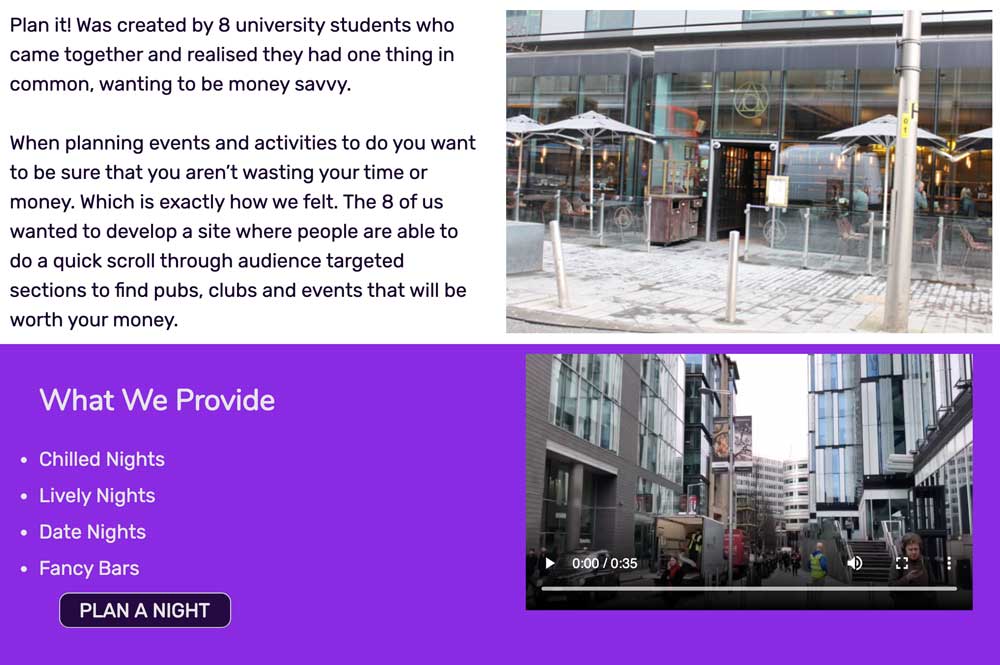 Plan it! Was created by 8 university students who
came together and realised they had one thing in
common, wanting to be money savvy.
When planning events and activities to do you want
to be sure that you aren’t wasting your time or
money. Which is exactly how we felt. The 8 of us
wanted to develop a site where people are able to
do a quick scroll through audience targeted
sections to find pubs, clubs and events that will be
worth your money.
What We Provide
• Chilled Nights
• Lively Nights
• Date Nights
• Fancy Bars
PLAN A NIGHT
0:00 / 0:35